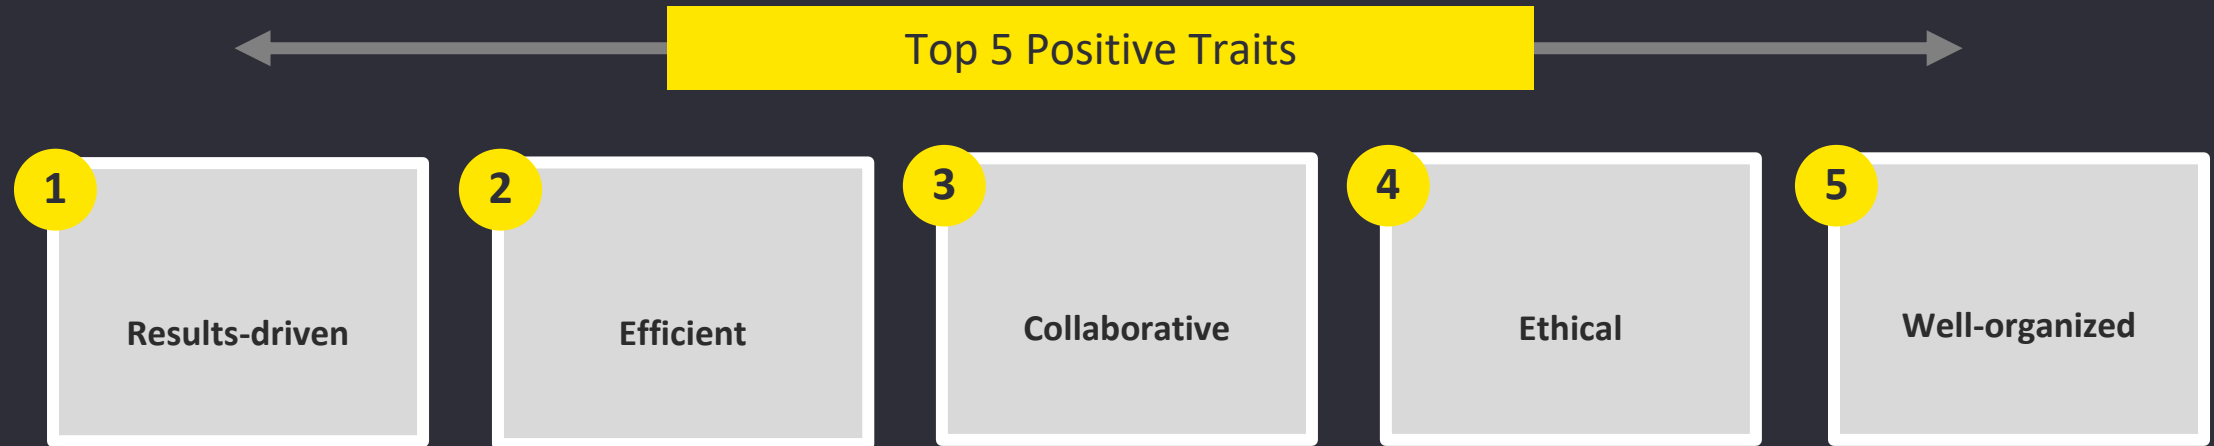 Top 5 Positive Traits
1
2
3
4
5
Results-driven
Efficient
Collaborative
Ethical
Well-organized